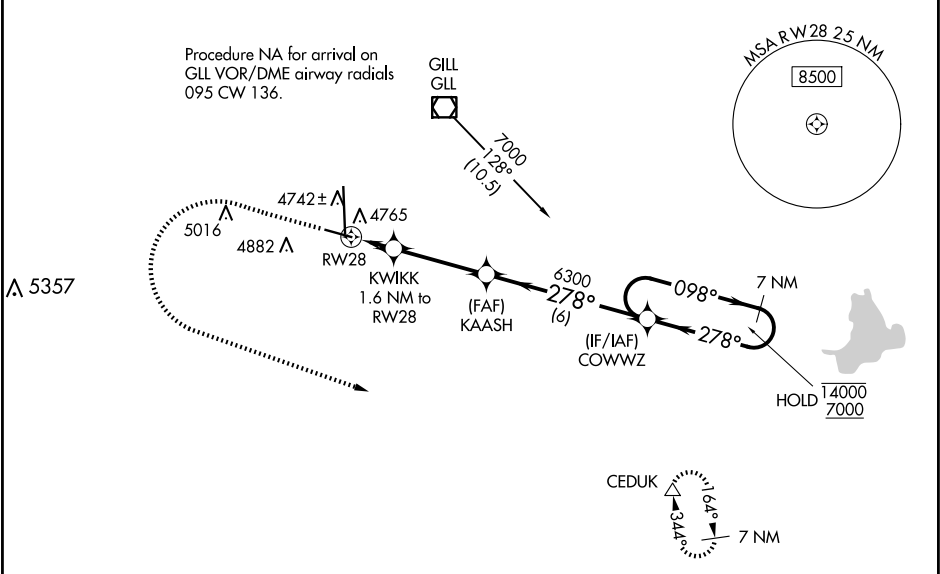 Procedure NA for arrival on
GLL VOR/DME airway radials
095 CW 136.
GILL
GLL
7000
128°
(10.5)
MSA RW28 25 NM
8500
4742±
4765
5016
4882
RW28
5357
KWIKK
1.6 NM to
RW28
(FAF)
KAASH
6300
278°
(6)
(IF/IAF)
COWWZ
098°
7 NM
278°
HOLD
14000
7000
CEDUK
164°
344°
7 NM